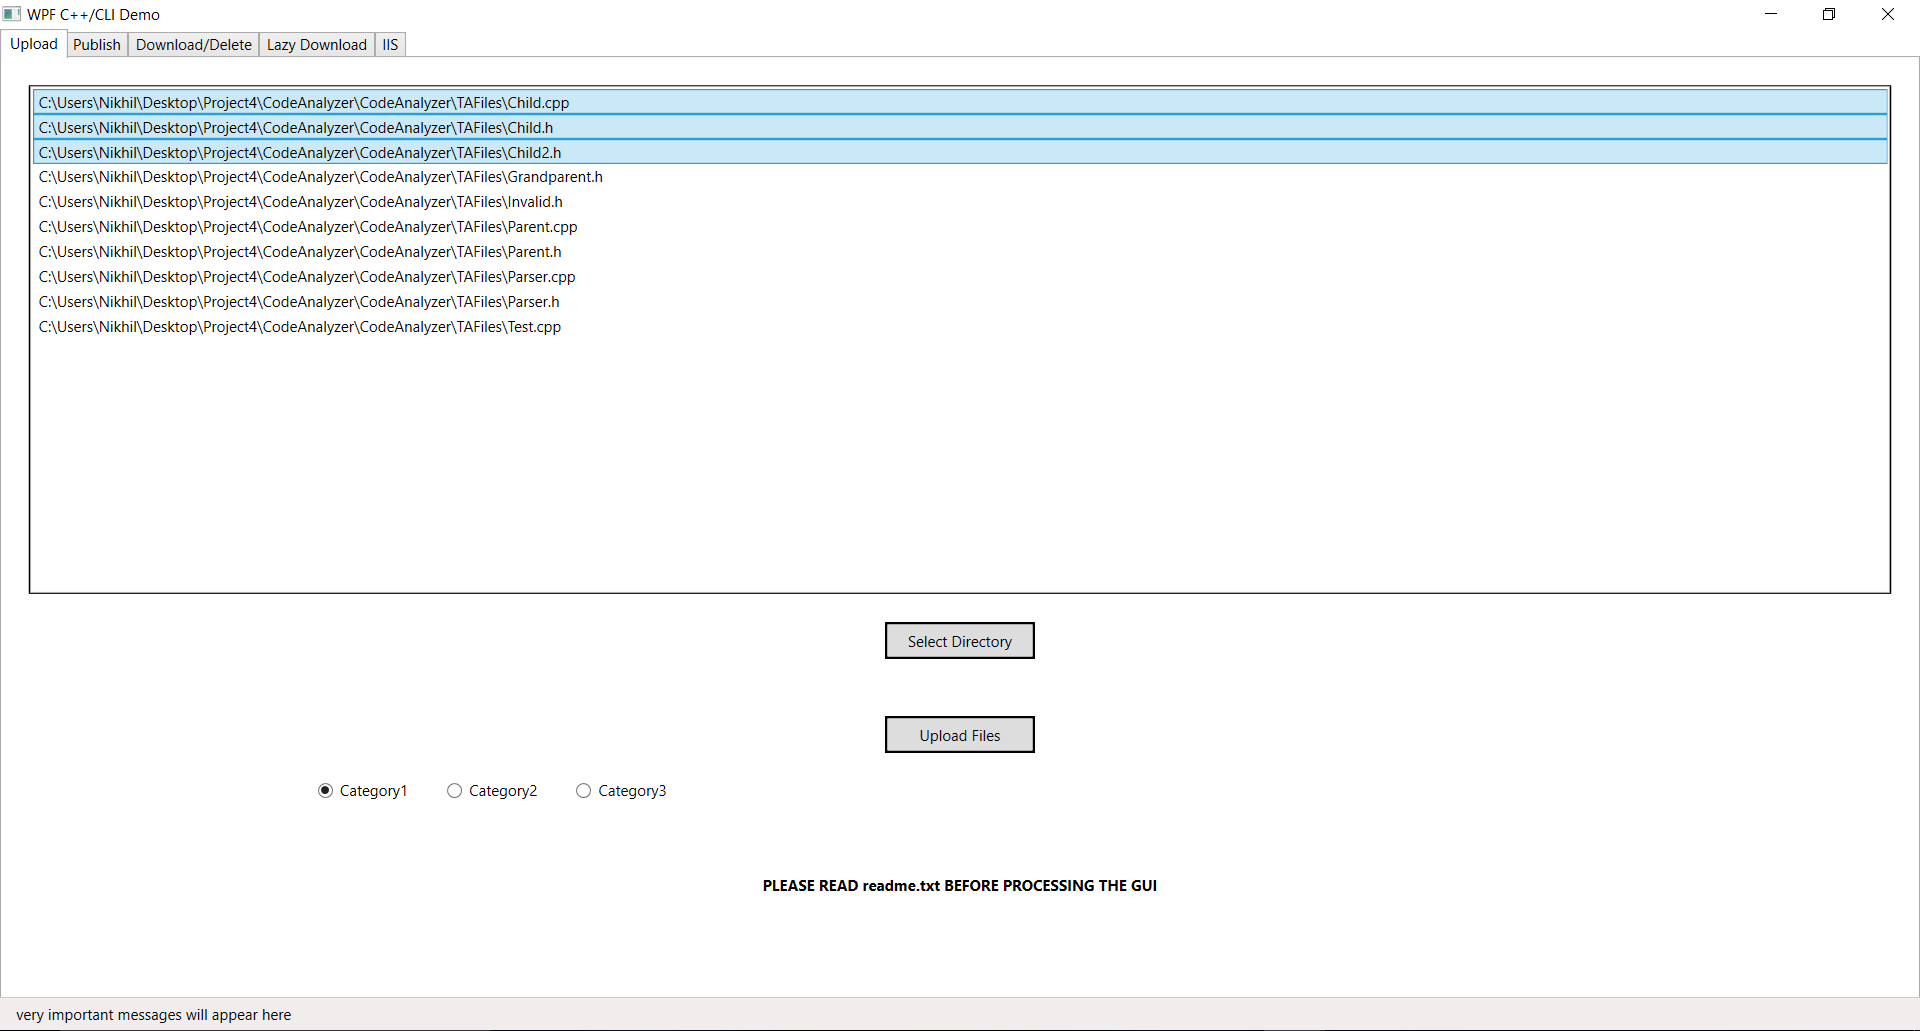 WPF C++/CLI Demo
Upload Publish Download/Delete Lazy Download IIS
C:\Users\Nikhil\Desktop\Project4\CodeAnalyzer\CodeAnalyzer\TAFiles\Child.cpp
C:\Users\Nikhil\Desktop\Project4\CodeAnalyzer\CodeAnalyzer\TAFiles\Child.h
C:\Users\Nikhil\Desktop\Project4\CodeAnalyzer\CodeAnalyzer\TAFiles\Child2.h
C:\Users\Nikhil\Desktop\Project4\CodeAnalyzer\CodeAnalyzer\TAFiles\Grandparent.h
C:\Users\Nikhil\Desktop\Project4\CodeAnalyzer\CodeAnalyzer\TAFiles\Invalid.h
C:\Users\Nikhil\Desktop\Project4\CodeAnalyzer\CodeAnalyzer\TAFiles\Parent.cpp
C:\Users\Nikhil\Desktop\Project4\CodeAnalyzer\CodeAnalyzer\TAFiles\Parent.h
C:\Users\Nikhil\Desktop\Project4\CodeAnalyzer\CodeAnalyzer\TAFiles\Parser.cpp
C:\Users\Nikhil\Desktop\Project4\CodeAnalyzer\CodeAnalyzer\TAFiles\Parser.h
C:\Users\Nikhil\Desktop\Project4\CodeAnalyzer\CodeAnalyzer\TAFiles\Test.cpp
Select Directory
Upload Files
Category1 Category2 Category3
PLEASE READ readme.txt BEFORE PROCESSING THE GUI
very important messages will appear here